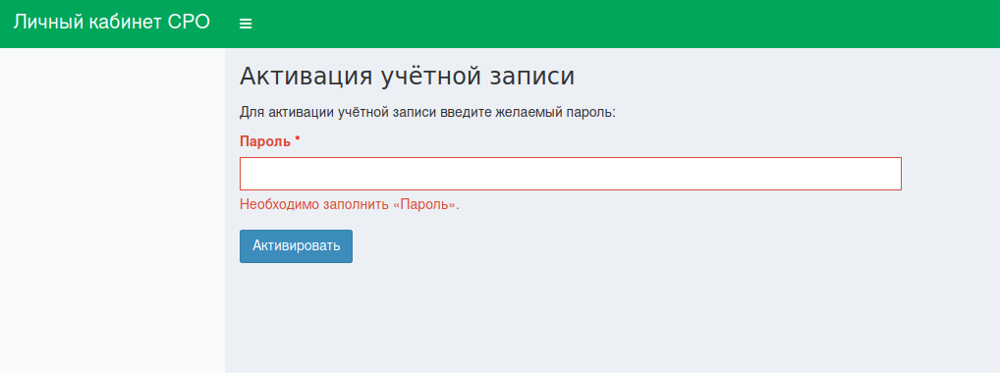 Личный кабинет СРО
Активация учётной записи
Для активации учётной записи введите желаемый пароль:
Пароль *
Необходимо заполнить «Пароль».
Активировать